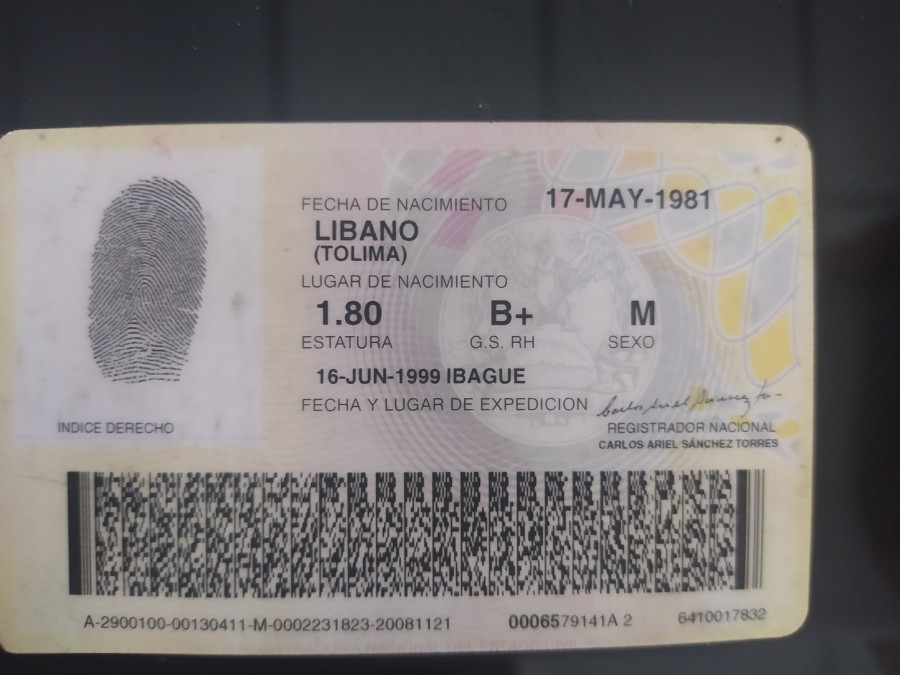 FECHA DE NACIMIENTO 17-MAY-1981
LIBANO
(TOLIMA)
LUGAR DE NACIMIENTO
1.80 B+ M
ESTATURA G.S. RH SEXO
16-JUN-1999 IBAGUE
FECHA Y LUGAR DE EXPEDICION
INDICE DERECHO
REGISTRADOR NACIONAL
CARLOS ARIEL SÁNCHEZ TORRES
A-2900100-00130411-M-0002231823-20081121 0006579141A 2 6410017832